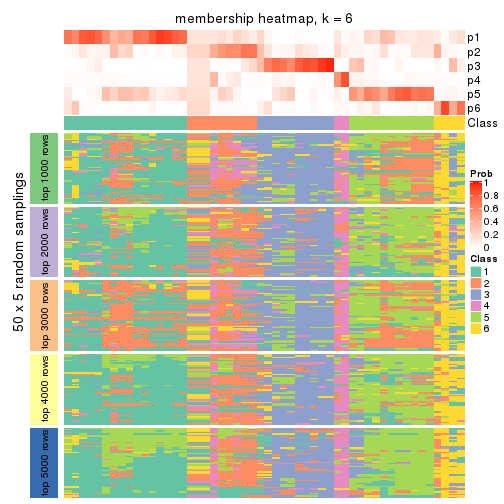 membership heatmap, k = 6
p1
p2
p3
p4
p5
p6
Class
50 x 5 random samplings
top 1000 rows
top 2000 rows
top 3000 rows
top 4000 rows
top 5000 rows
Prob
1
0.8
0.6
0.4
0.2
0
Class
1
2
3
4
5
6